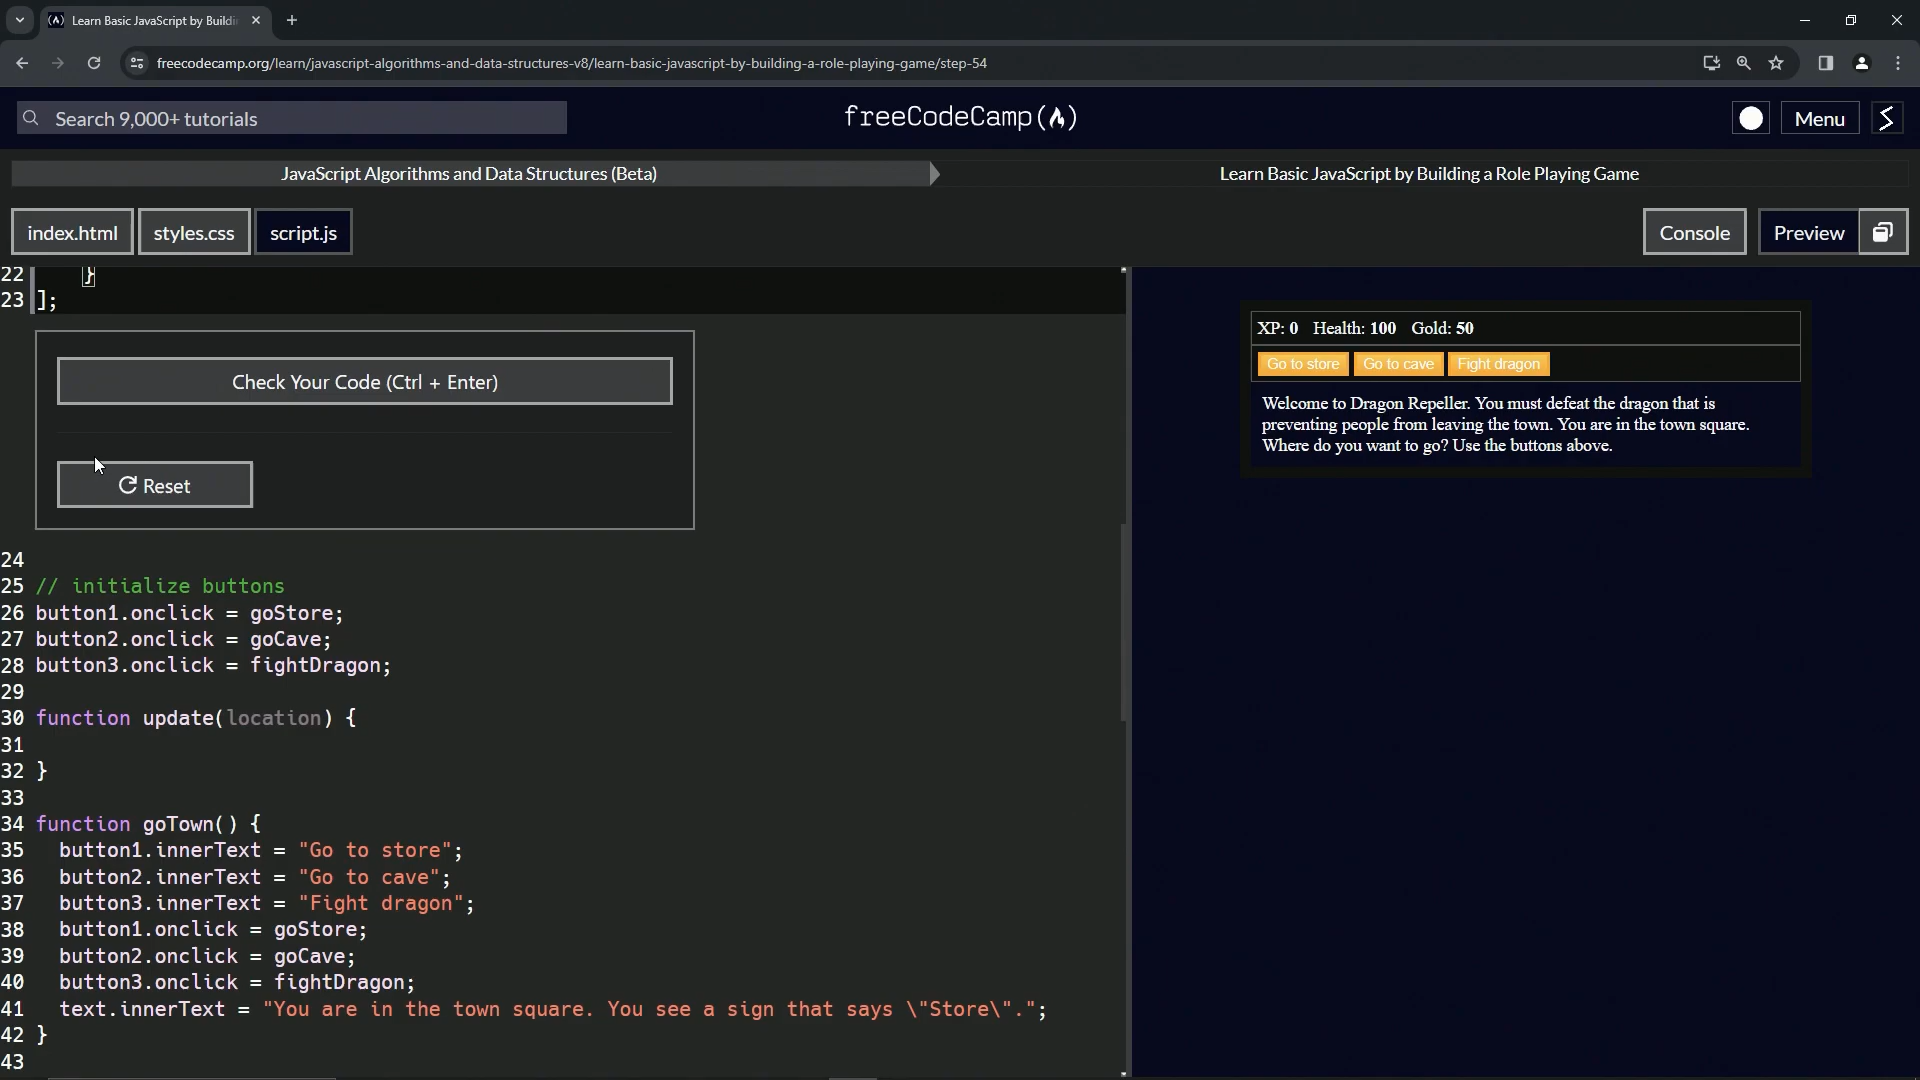 Learn Basic JavaScript by Buildi
freecodecamp.org/learn/javascript-algorithms-and-data-structures-v8/learn-basic-javascript-by-building-a-role-playing-game/step-54
Search 9,000+ tutorials
freeCodeCamp(🔥)
Menu
JavaScript Algorithms and Data Structures (Beta)
Learn Basic JavaScript by Building a Role Playing Game
index.html
styles.css
script.js
Console
Preview
22 }
23 ];
Check Your Code (Ctrl + Enter)
Reset
24
25 // initialize buttons
26 button1.onclick = goStore;
27 button2.onclick = goCave;
28 button3.onclick = fightDragon;
29
30 function update(location) {
31
32 }
33
34 function goTown() {
35 button1.innerText = "Go to store";
36 button2.innerText = "Go to cave";
37 button3.innerText = "Fight dragon";
38 button1.onclick = goStore;
39 button2.onclick = goCave;
40 button3.onclick = fightDragon;
41 text.innerText = "You are in the town square. You see a sign that says \"Store\".";
42 }
43
XP: 0 Health: 100 Gold: 50
Go to store
Go to cave
Fight dragon
Welcome to Dragon Repeller. You must defeat the dragon that is
preventing people from leaving the town. You are in the town square.
Where do you want to go? Use the buttons above.